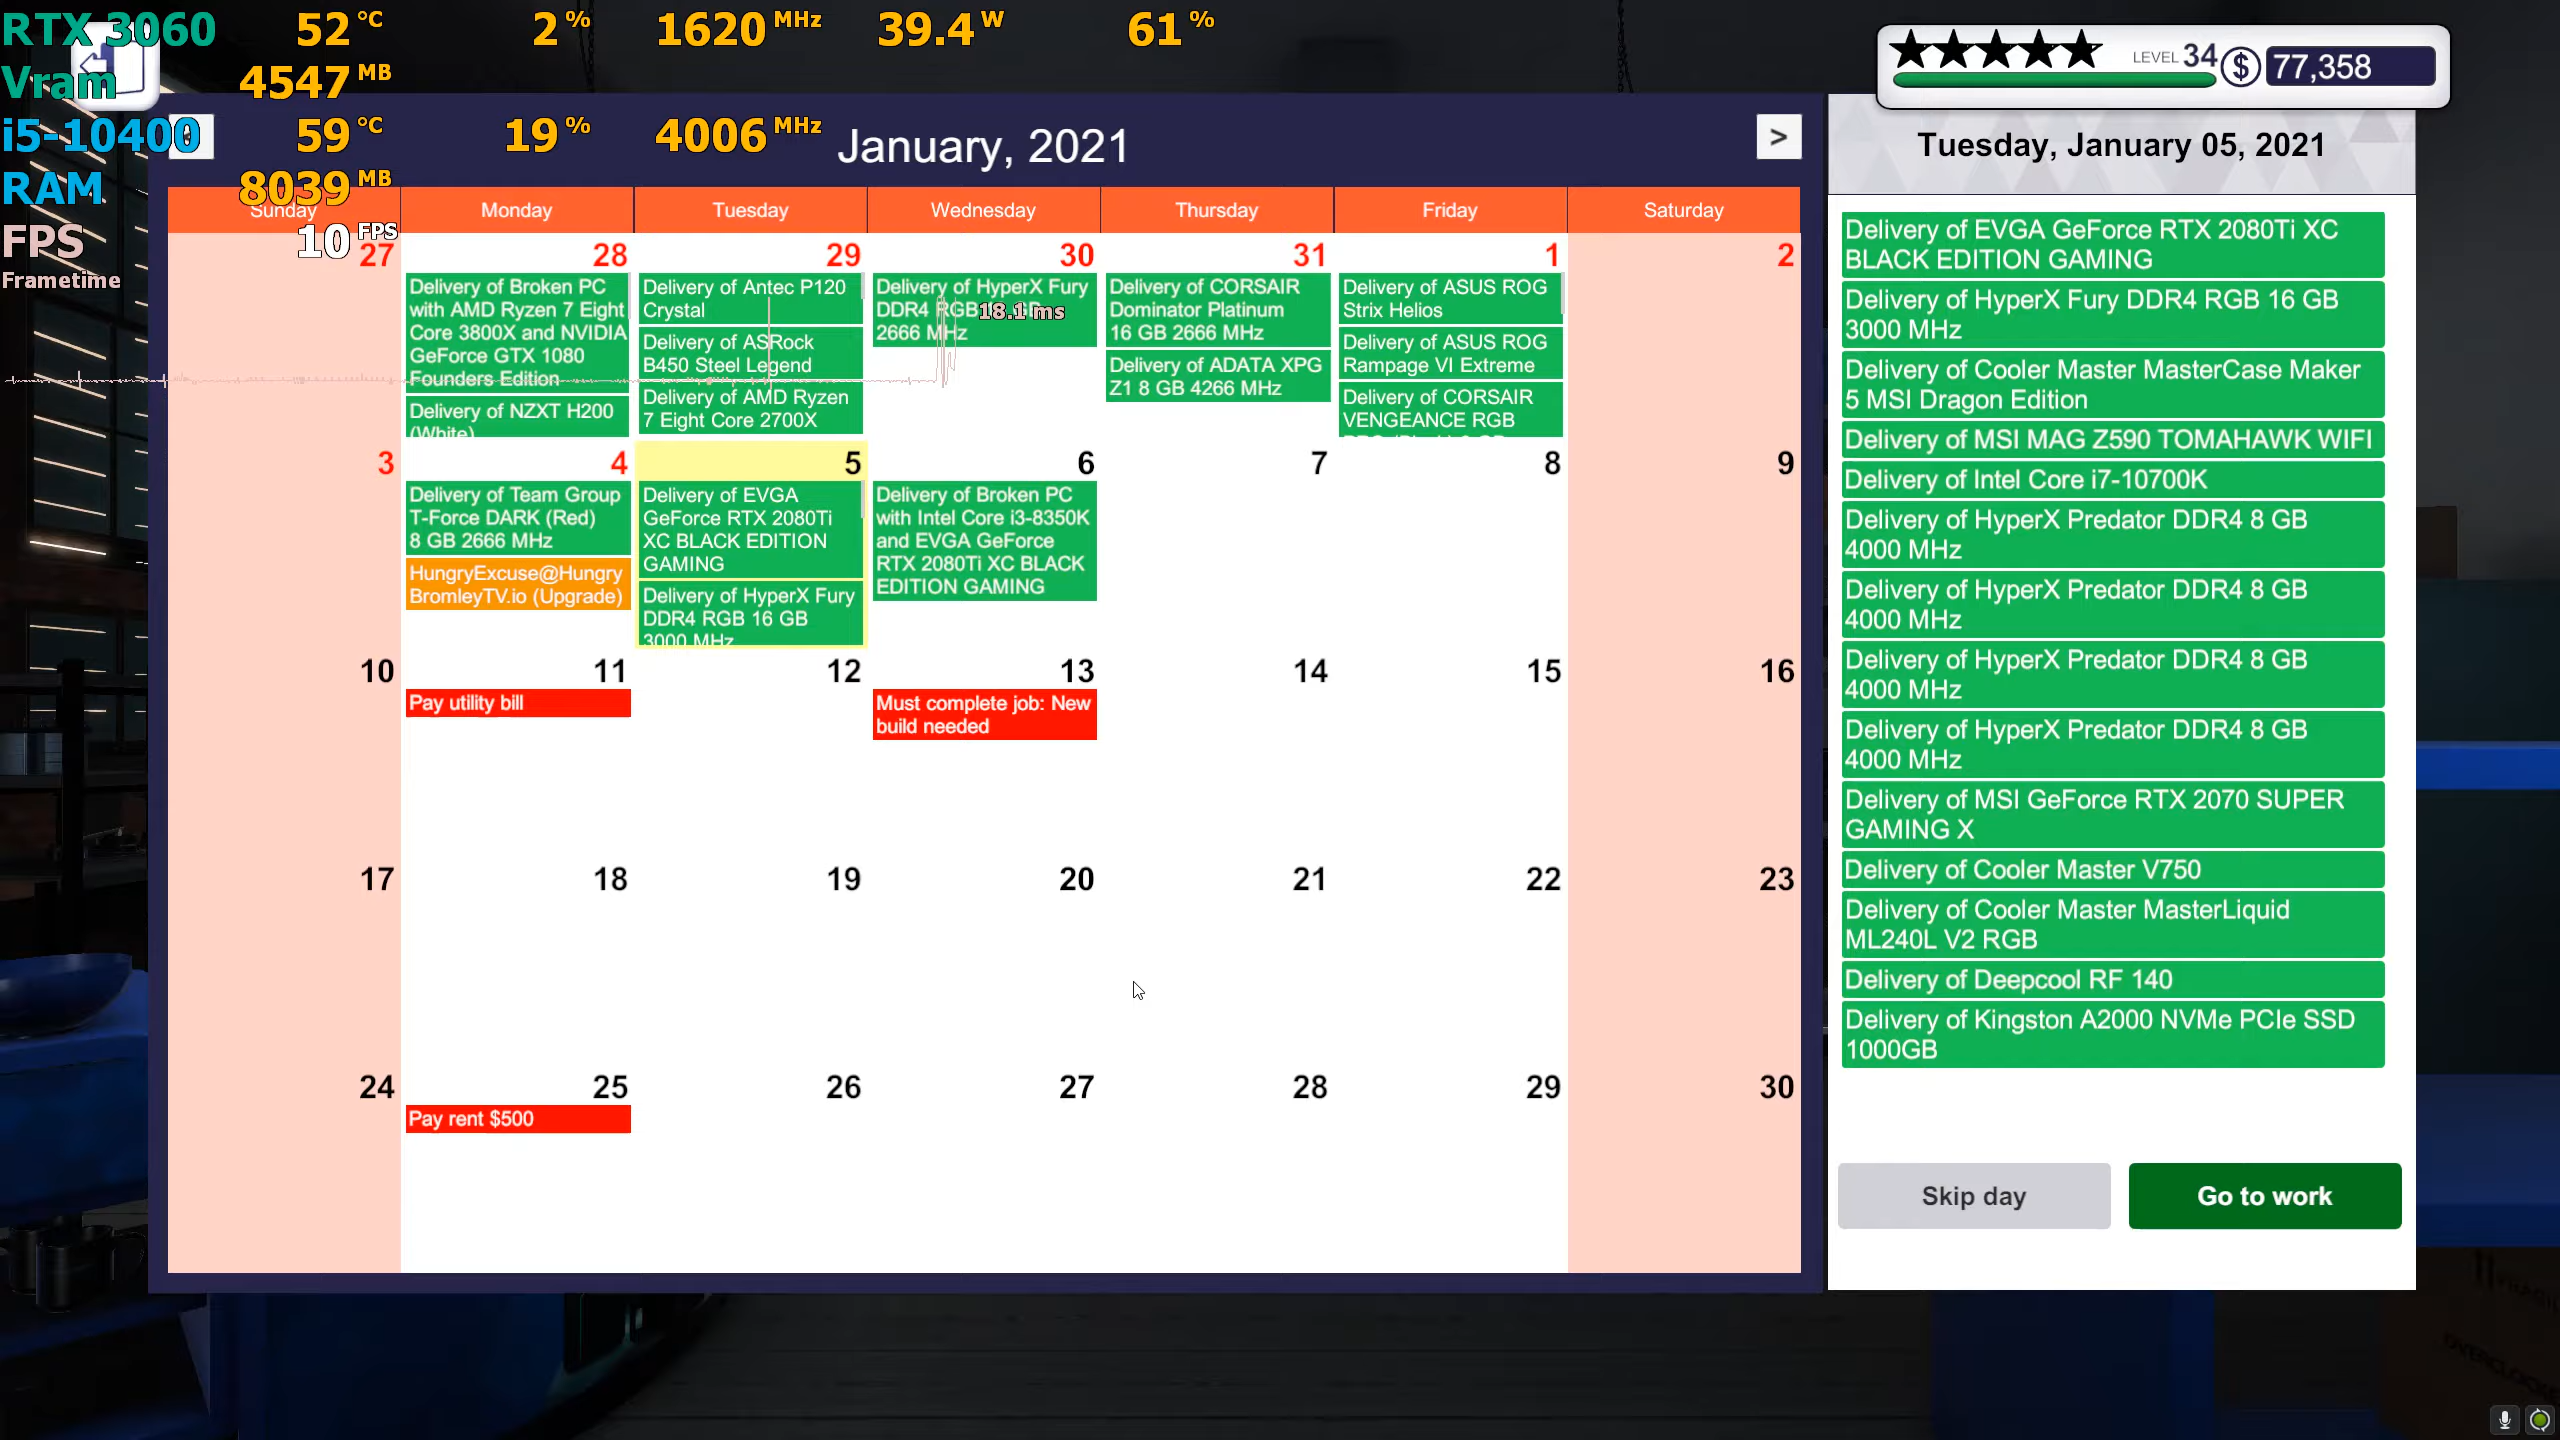 RTX 3060 52 °C 2 % 1620 MHz 39.4 W 61 %
Vram 4547 MB
i5-10400 59 °C 19 % 4006 MHz
RAM 8039 MB
FPS 10 FPS
Frametime
18.1 ms
LEVEL 34 $ 77,358
January, 2021
>
Sunday Monday Tuesday Wednesday Thursday Friday Saturday
27
28
Delivery of Broken PC
with AMD Ryzen 7 Eight
Core 3800X and NVIDIA
GeForce GTX 1080
Founders Edition
Delivery of NZXT H200
(White)
29
Delivery of Antec P120
Crystal
Delivery of ASRock
B450 Steel Legend
Delivery of AMD Ryzen
7 Eight Core 2700X
30
Delivery of HyperX Fury
DDR4 RGB
2666 MHz
31
Delivery of CORSAIR
Dominator Platinum
16 GB 2666 MHz
Delivery of ADATA XPG
Z1 8 GB 4266 MHz
1
Delivery of ASUS ROG
Strix Helios
Delivery of ASUS ROG
Rampage VI Extreme
Delivery of CORSAIR
VENGEANCE RGB
2
3
4
Delivery of Team Group
T-Force DARK (Red)
8 GB 2666 MHz
HungryExcuse@Hungry
BromleyTV.io (Upgrade)
5
Delivery of EVGA
GeForce RTX 2080Ti
XC BLACK EDITION
GAMING
Delivery of HyperX Fury
DDR4 RGB 16 GB
3000 MHz
6
Delivery of Broken PC
with Intel Core i3-8350K
and EVGA GeForce
RTX 2080Ti XC BLACK
EDITION GAMING
7
8
9
10
11
Pay utility bill
12
13
Must complete job: New
build needed
14
15
16
17
18
19
20
21
22
23
24
25
Pay rent $500
26
27
28
29
30
Tuesday, January 05, 2021
Delivery of EVGA GeForce RTX 2080Ti XC
BLACK EDITION GAMING
Delivery of HyperX Fury DDR4 RGB 16 GB
3000 MHz
Delivery of Cooler Master MasterCase Maker
5 MSI Dragon Edition
Delivery of MSI MAG Z590 TOMAHAWK WIFI
Delivery of Intel Core i7-10700K
Delivery of HyperX Predator DDR4 8 GB
4000 MHz
Delivery of HyperX Predator DDR4 8 GB
4000 MHz
Delivery of HyperX Predator DDR4 8 GB
4000 MHz
Delivery of HyperX Predator DDR4 8 GB
4000 MHz
Delivery of MSI GeForce RTX 2070 SUPER
GAMING X
Delivery of Cooler Master V750
Delivery of Cooler Master MasterLiquid
ML240L V2 RGB
Delivery of Deepcool RF 140
Delivery of Kingston A2000 NVMe PCIe SSD
1000GB
Skip day
Go to work